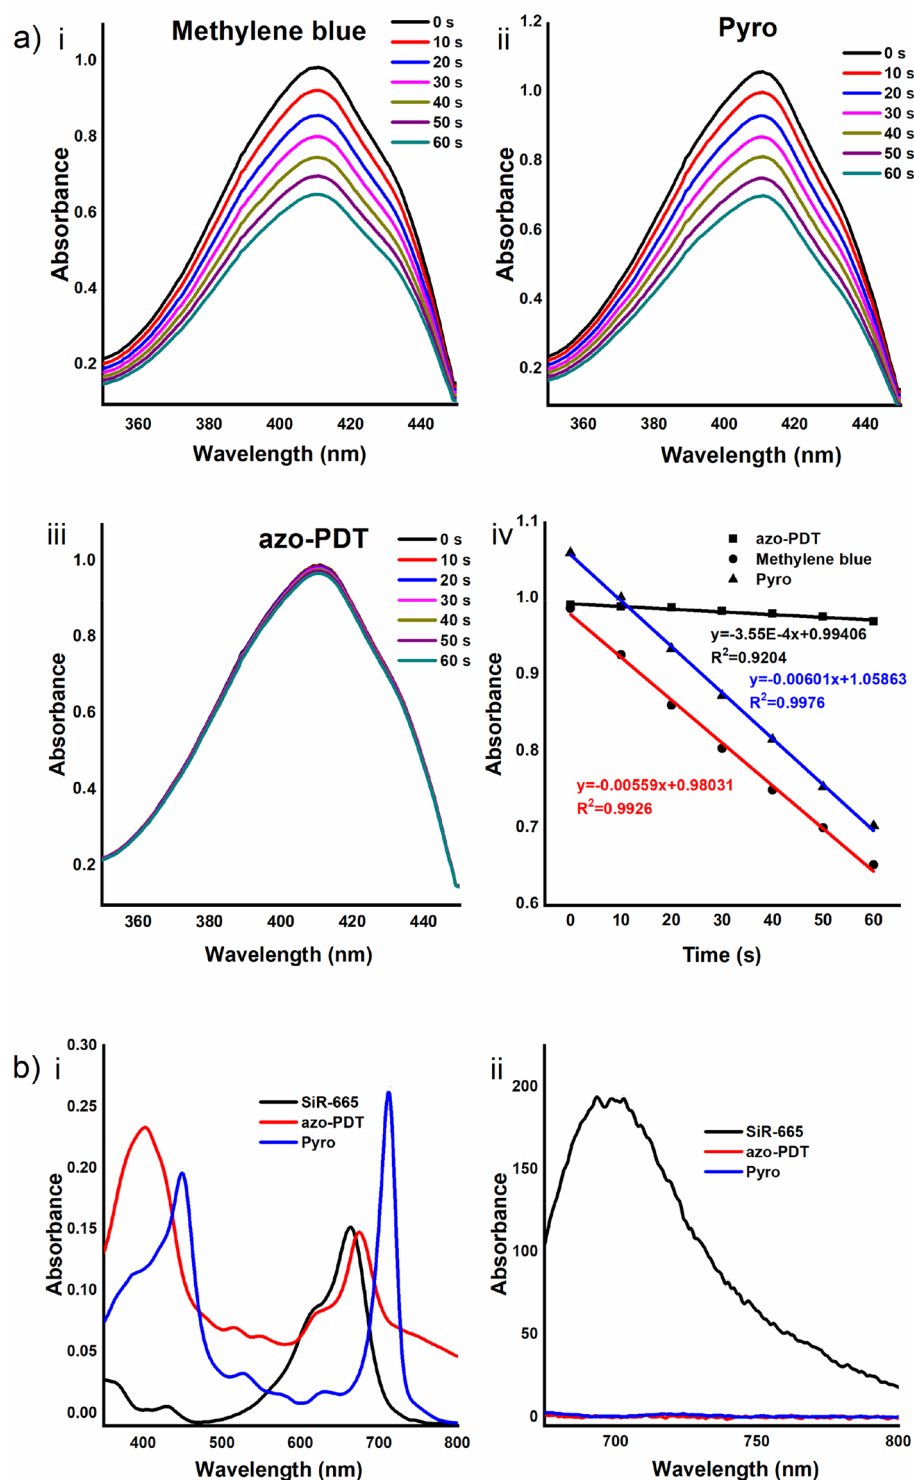 a) i
Methylene blue
0 s
10 s
20 s
30 s
40 s
50 s
60 s
1.0
0.8
0.6
0.4
0.2
Absorbance
360 380 400 420 440
Wavelength (nm)
ii
Pyro
0 s
10 s
20 s
30 s
40 s
50 s
60 s
1.2
1.0
0.8
0.6
0.4
0.2
Absorbance
360 380 400 420 440
Wavelength (nm)
iii
azo-PDT
0 s
10 s
20 s
30 s
40 s
50 s
60 s
1.0
0.8
0.6
0.4
0.2
Absorbance
360 380 400 420 440
Wavelength (nm)
iv
azo-PDT
Methylene blue
Pyro
1.1
1.0
0.9
0.8
0.7
0.6
Absorbance
y=-3.55E-4x+0.99406
R²=0.9204
y=-0.00601x+1.05863
R²=0.9976
y=-0.00559x+0.98031
R²=0.9926
0 10 20 30 40 50 60
Time (s)
b) i
SiR-665
azo-PDT
Pyro
0.30
0.25
0.20
0.15
0.10
0.05
0.00
Absorbance
400 500 600 700 800
Wavelength (nm)
ii
SiR-665
azo-PDT
Pyro
200
150
100
50
0
Absorbance
700 800
Wavelength (nm)